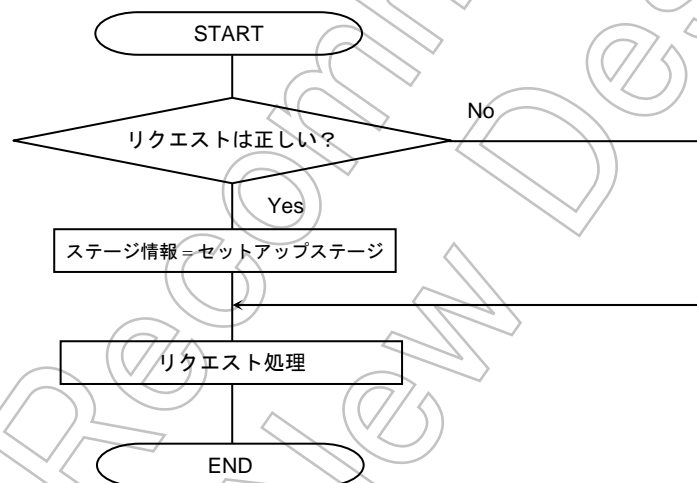 START
リクエストは正しい？
No
Yes
ステージ情報 = セットアップステージ
リクエスト処理
END